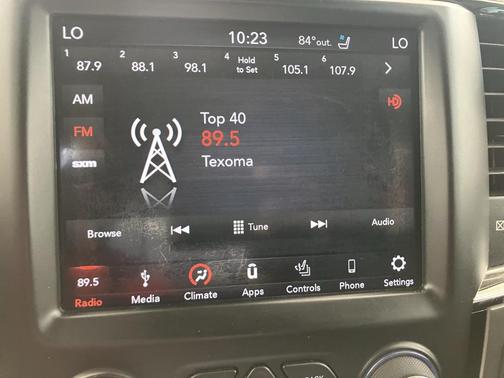 LO 10:23 84°out. LO
1 2 3 4 5 6
87.9 88.1 98.1 Hold to Set 105.1 107.9
AM
HD
Top 40
FM
89.5
sxm
Texoma
Browse Tune Audio
89.5
Radio Media Climate Apps Controls Phone Settings